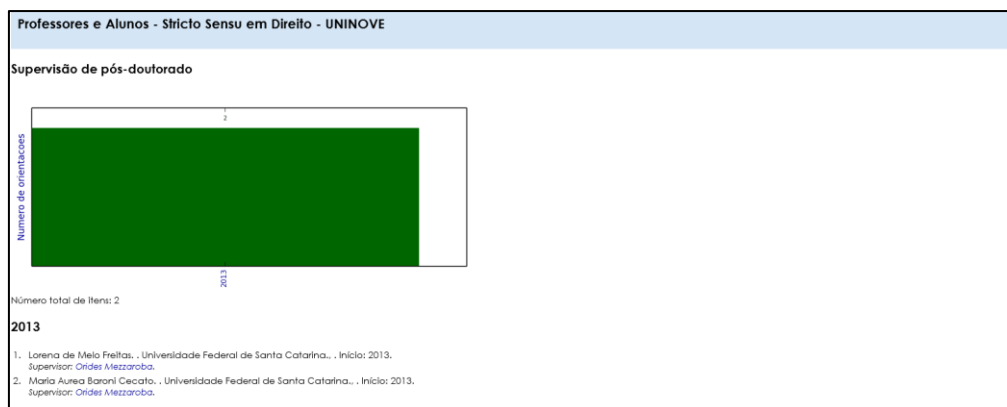 Professores e Alunos - Stricto Sensu em Direito - UNINOVE
Supervisão de pós-doutorado
2
Numero de orientacoes
2013
Número total de itens: 2
2013
1. Lorena de Melo Freitas. . Universidade Federal de Santa Catarina., . Início: 2013.
Supervisor: Orides Mezzaroba.
2. Maria Aurea Baroni Cecato. . Universidade Federal de Santa Catarina., . Início: 2013.
Supervisor: Orides Mezzaroba.